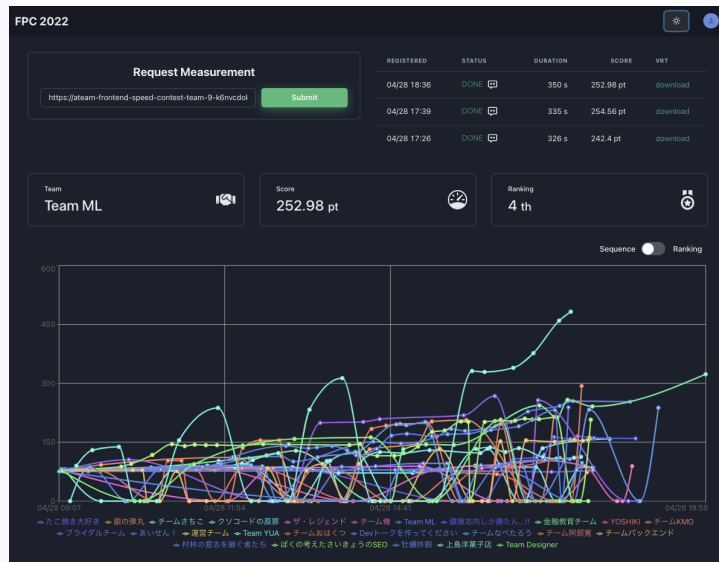 FPC 2022
Request Measurement
https://ateam-frontend-speed-contest-team-9-k6nvcdol
Submit
REGISTERED STATUS DURATION SCORE VRT
04/28 18:36 DONE 350 s 252.98 pt download
04/28 17:39 DONE 335 s 254.56 pt download
04/28 17:26 DONE 326 s 242.4 pt download
Team
Team ML
Score
252.98 pt
Ranking
4 th
Sequence Ranking
600
450
300
150
0
04/28 09:07 04/28 11:54 04/28 14:41 04/28 19:58
たこ焼き大好き 銀の弾丸 チームさちこ クソコードの原罪 ザ・レジェンド チーム俺 Team ML 健康志向しか勝たん...!! 金融教育チーム YOSHIKI チームKMO
ブライダルチーム あいせん！ 運営チーム Team YUA チームおはくつ Devトークを作ってください チームなべたろう チーム阿部寛 チームバックエンド
村林の意志を継ぐ者たち ぼくの考えたさいきょうのSEO 牡蠣休暇 上島洋菓子店 Team Designer